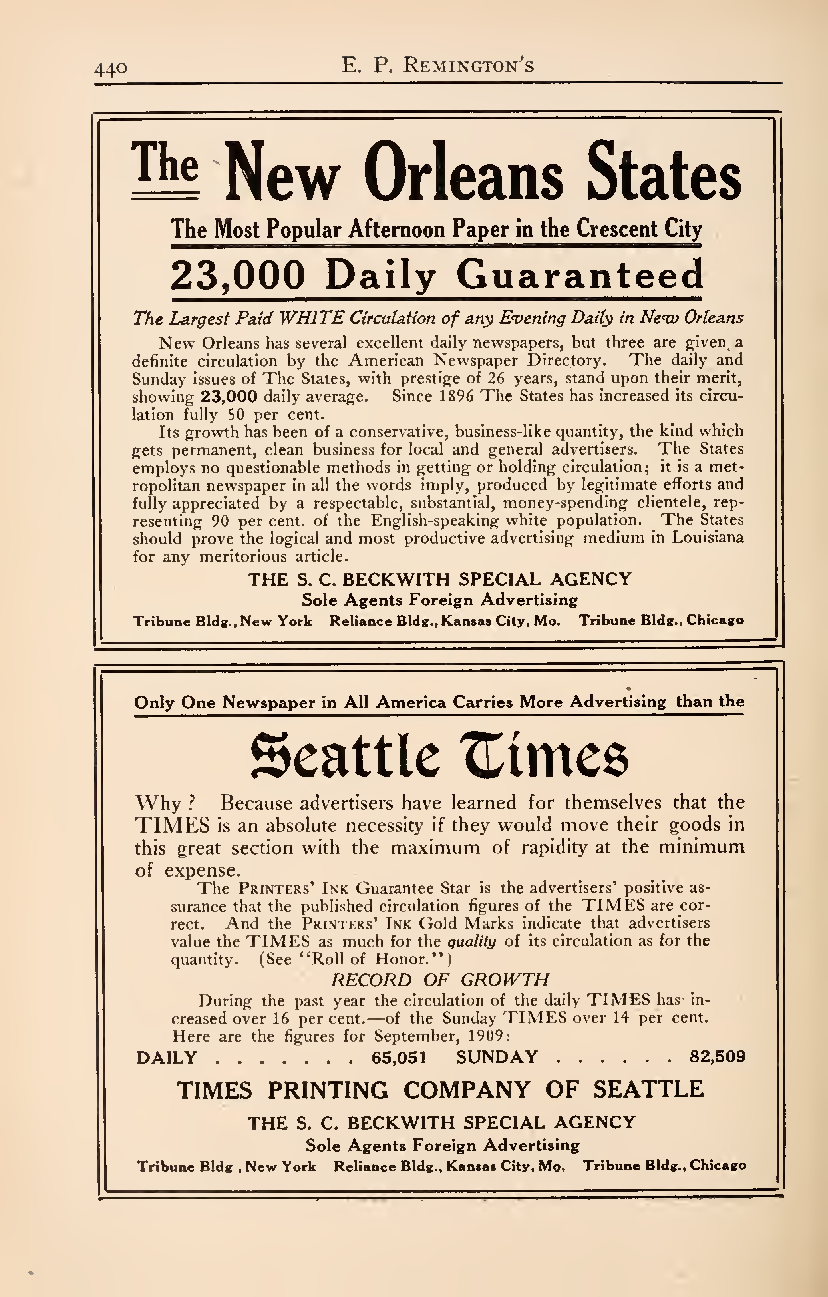 440
E. P. Remington's
The New Orleans States
The Most Popular Afternoon Paper in the Crescent City
23,000 Daily Guaranteed
The Largest Paid WHITE Circulation of any Evening Daily in New Orleans
New Orleans has several excellent daily newspapers, but three are given a
definite circulation by the American Newspaper Directory. The daily and
Sunday issues of The States, with prestige of 26 years, stand upon their merit,
showing 23,000 daily average. Since 1896 The States has increased its circu-
lation fully 50 per cent.
Its growth has been of a conservative, business-like quantity, the kind which
gets permanent, clean business for local and general advertisers. The States
employs no questionable methods in getting or holding circulation; it is a met-
ropolitan newspaper in all the words imply, produced by legitimate efforts and
fully appreciated by a respectable, substantial, money-spending clientele, rep-
resenting 90 per cent. of the English-speaking white population. The States
should prove the logical and most productive advertising medium in Louisiana
for any meritorious article.
THE S. C. BECKWITH SPECIAL AGENCY
Sole Agents Foreign Advertising
Tribune Bldg., New York Reliance Bldg., Kansas City, Mo. Tribune Bldg., Chicago
Only One Newspaper in All America Carries More Advertising than the
Seattle Times
Why ? Because advertisers have learned for themselves that the
TIMES is an absolute necessity if they would move their goods in
this great section with the maximum of rapidity at the minimum
of expense.
The Printers' Ink Guarantee Star is the advertisers' positive as-
surance that the published circulation figures of the TIMES are cor-
rect. And the Printers' Ink Gold Marks indicate that advertisers
value the TIMES as much for the quality of its circulation as for the
quantity. (See "Roll of Honor.")
RECORD OF GROWTH
During the past year the circulation of the daily TIMES has in-
creased over 16 per cent.—of the Sunday TIMES over 14 per cent.
Here are the figures for September, 1909:
DAILY . . . . . . . 65,051 SUNDAY . . . . . . 82,509
TIMES PRINTING COMPANY OF SEATTLE
THE S. C. BECKWITH SPECIAL AGENCY
Sole Agents Foreign Advertising
Tribune Bldg , New York Reliance Bldg., Kansas City, Mo. Tribune Bldg., Chicago